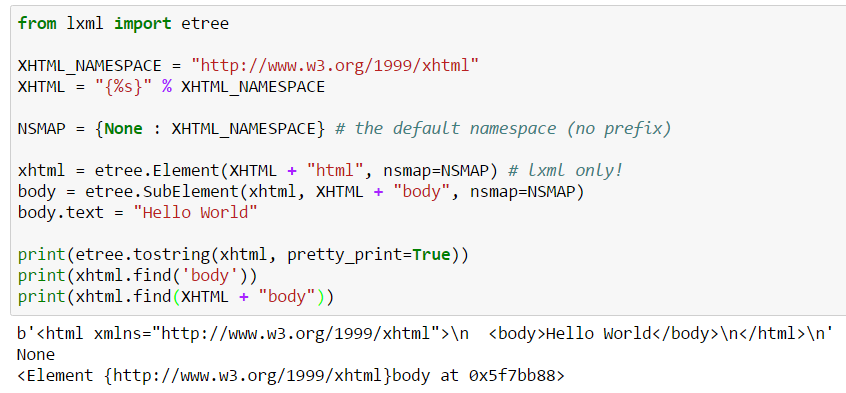 from lxml import etree
XHTML_NAMESPACE = "http://www.w3.org/1999/xhtml"
XHTML = "{%s}" % XHTML_NAMESPACE
NSMAP = {None : XHTML_NAMESPACE} # the default namespace (no prefix)
xhtml = etree.Element(XHTML + "html", nsmap=NSMAP) # lxml only!
body = etree.SubElement(xhtml, XHTML + "body", nsmap=NSMAP)
body.text = "Hello World"
print(etree.tostring(xhtml, pretty_print=True))
print(xhtml.find('body'))
print(xhtml.find(XHTML + "body"))
b'<html xmlns="http://www.w3.org/1999/xhtml">\n  <body>Hello World</body>\n</html>\n'
None
<Element {http://www.w3.org/1999/xhtml}body at 0x5f7bb88>